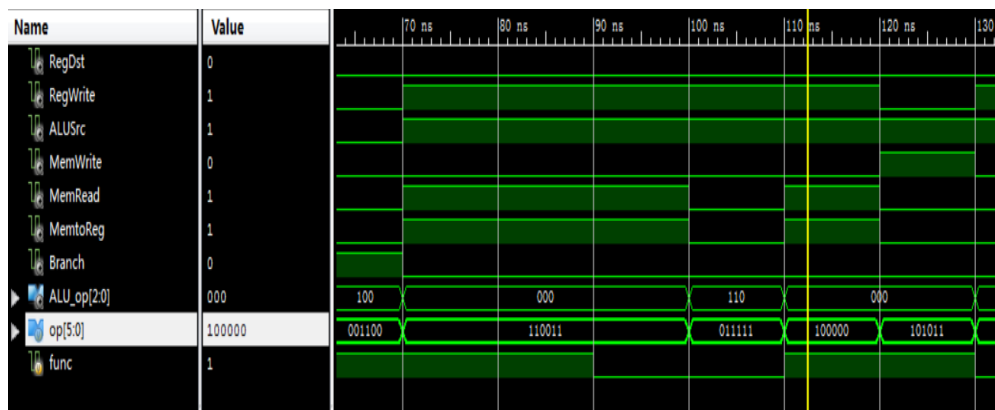 Name Value 70 ns 80 ns 90 ns 100 ns 110 ns 120 ns 130
RegDst 0
RegWrite 1
ALUSrc 1
MemWrite 0
MemRead 1
MemtoReg 1
Branch 0
ALU_op[2:0] 000 100 000 110 000
op[5:0] 100000 001100 110011 011111 100000 101011
func 1